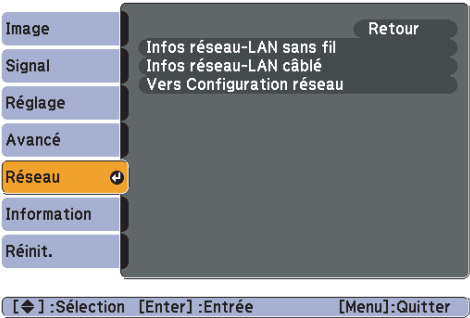 Image
Signal
Réglage
Avancé
Réseau
Information
Réinit.
Retour
Infos réseau-LAN sans fil
Infos réseau-LAN câblé
Vers Configuration réseau
[◆] :Sélection [Enter] :Entrée [Menu]:Quitter